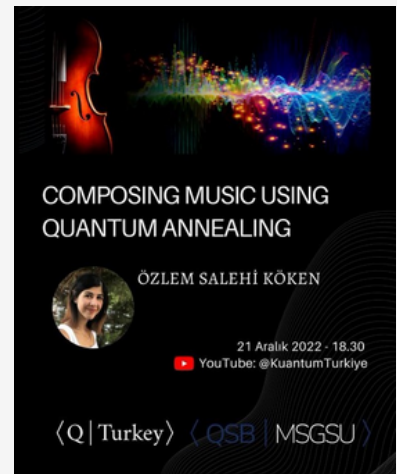 COMPOSING MUSIC USING
QUANTUM ANNEALING
ÖZLEM SALEHİ KÖKEN
21 Aralık 2022 - 18.30
YouTube: @KuantumTurkiye
⟨Q|Turkey⟩ ⟨QSB|MSGSU⟩